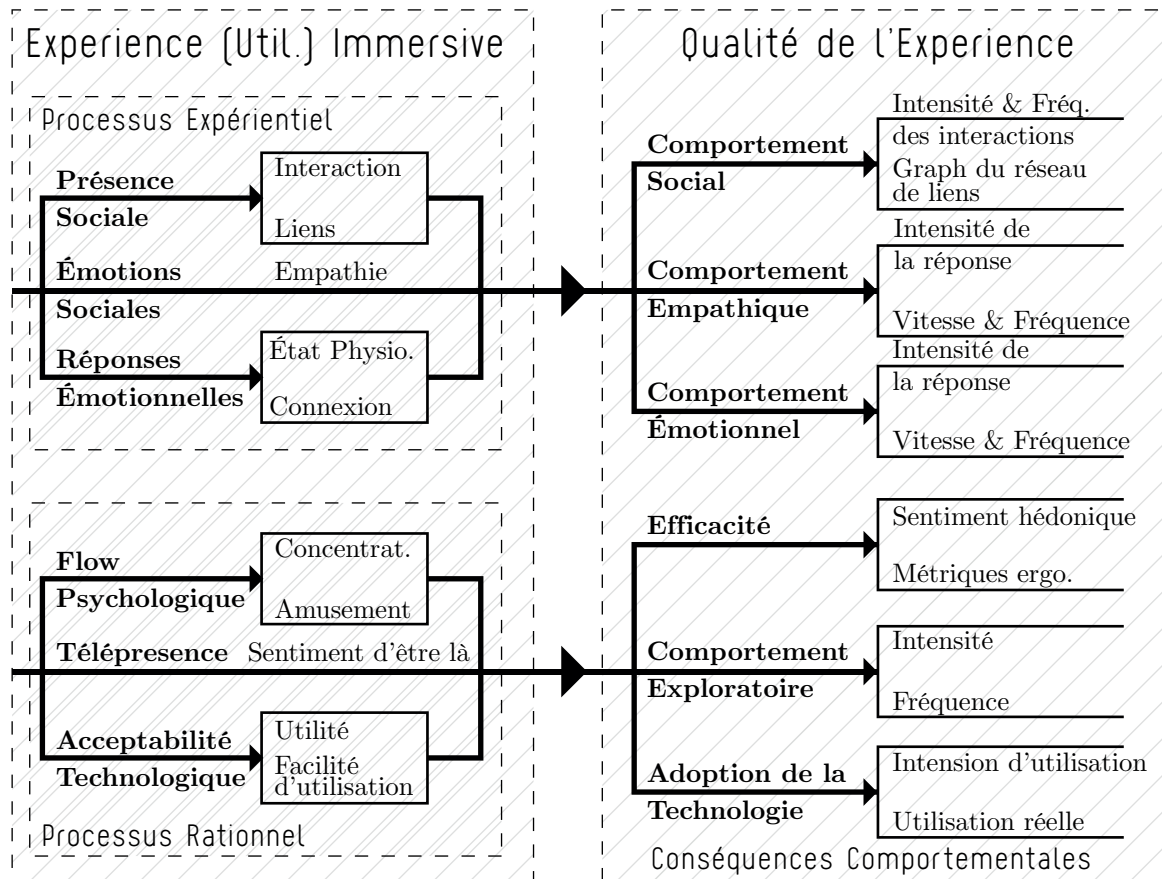 Experience (Util.) Immersive
Processus Expérientiel
Présence
Sociale
Interaction
Liens
Émotions
Sociales
Empathie
Réponses
Émotionnelles
État Physio.
Connexion
Flow
Psychologique
Concentrat.
Amusement
Télépresence
Sentiment d'être là
Acceptabilité
Technologique
Utilité
Facilité
d'utilisation
Processus Rationnel
Qualité de l'Experience
Comportement
Social
Intensité & Fréq.
des interactions
Graph du réseau
de liens
Comportement
Empathique
Intensité de
la réponse
Vitesse & Fréquence
Comportement
Émotionnel
Intensité de
la réponse
Vitesse & Fréquence
Efficacité
Sentiment hédonique
Métriques ergo.
Comportement
Exploratoire
Intensité
Fréquence
Adoption de la
Technologie
Intension d'utilisation
Utilisation réelle
Conséquences Comportementales